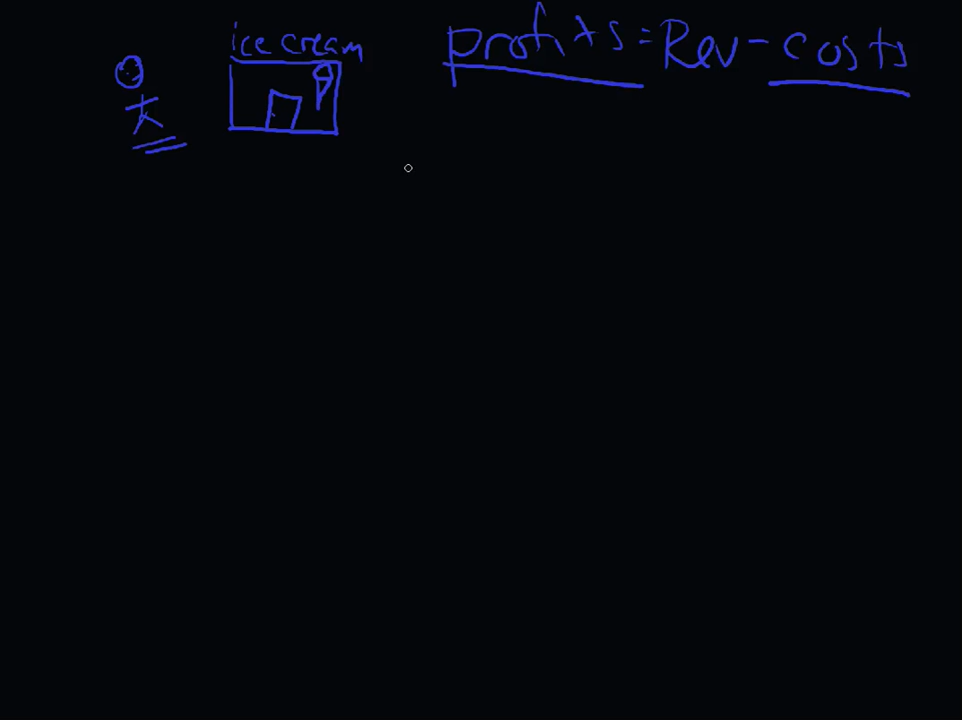 ice cream
profits = Rev - costs